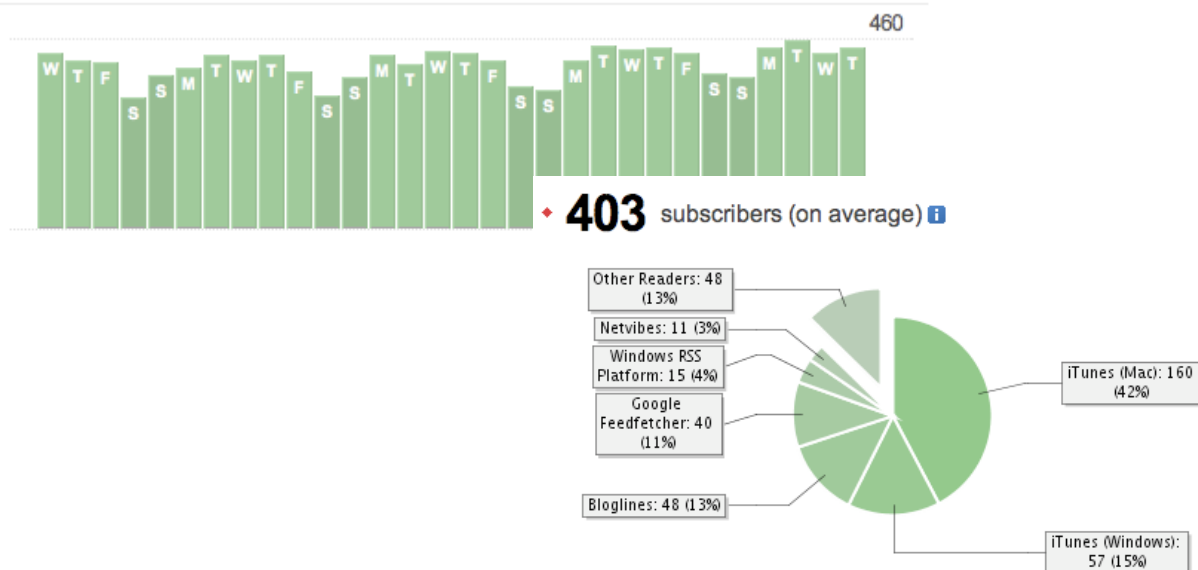 460
W T F S S M T W T F S S M T W T F S S M T W T F S S M T W T
403 subscribers (on average)
Other Readers: 48
(13%)
Netvibes: 11 (3%)
Windows RSS
Platform: 15 (4%)
Google
Feedfetcher: 40
(11%)
Bloglines: 48 (13%)
iTunes (Mac): 160
(42%)
iTunes (Windows):
57 (15%)